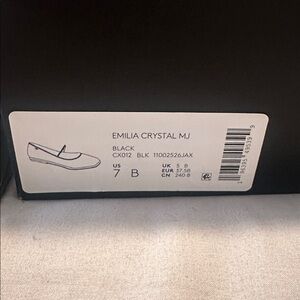 EMILIA CRYSTAL MJ
BLACK
CX012 BLK 11002526JAX
US
7 B
UK 5 B
EUR 37.5B
CN 240 B